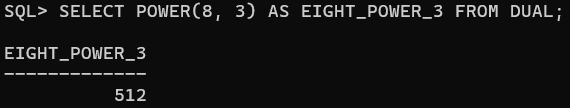 SQL> SELECT POWER(8, 3) AS EIGHT_POWER_3 FROM DUAL;
EIGHT_POWER_3
-------------
512